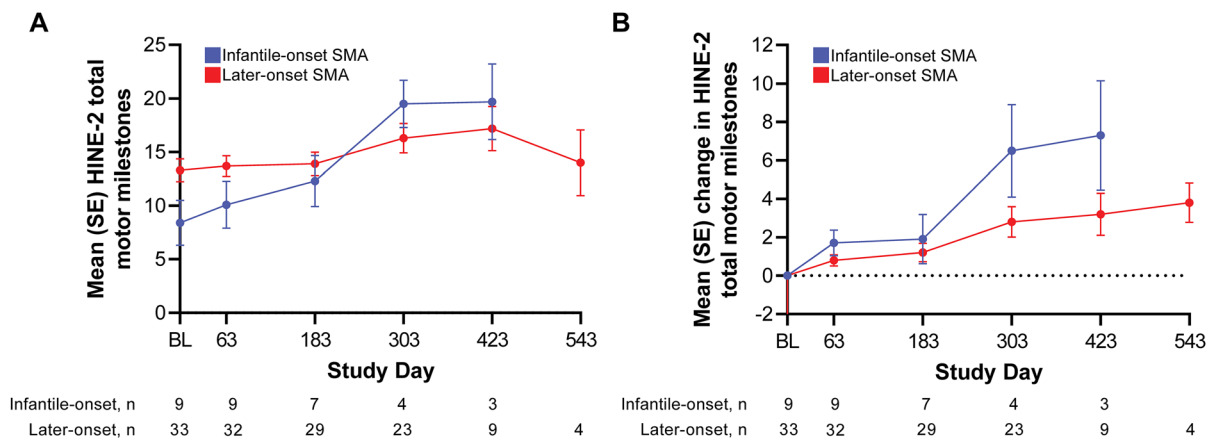 A
Mean (SE) HINE-2 total
motor milestones
25
20
15
10
5
0
Infantile-onset SMA
Later-onset SMA
BL 63 183 303 423 543
Study Day
Infantile-onset, n 9 9 7 4 3
Later-onset, n 33 32 29 23 9 4
B
Mean (SE) change in HINE-2
total motor milestones
12
10
8
6
4
2
0
-2
Infantile-onset SMA
Later-onset SMA
BL 63 183 303 423 543
Study Day
Infantile-onset, n 9 9 7 4 3
Later-onset, n 33 32 29 23 9 4